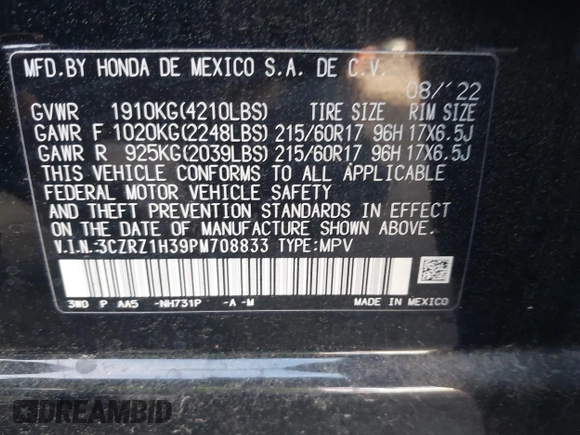 MFD.BY HONDA DE MEXICO S.A. DE C.V.
08/'22
GVWR 1910KG(4210LBS) TIRE SIZE RIM SIZE
GAWR F 1020KG(2248LBS) 215/60R17 96H 17X6.5J
GAWR R 925KG(2039LBS) 215/60R17 96H 17X6.5J
THIS VEHICLE CONFORMS TO ALL APPLICABLE
FEDERAL MOTOR VEHICLE SAFETY
AND THEFT PREVENTION STANDARDS IN EFFECT
ON THE DATE OF MANUFACTURE SHOWN ABOVE.
V.I.N.:3CZRZ1H39PM708833 TYPE:MPV
3W0 P AA5 -NH731P -A-M
MADE IN MEXICO
DREAMBID